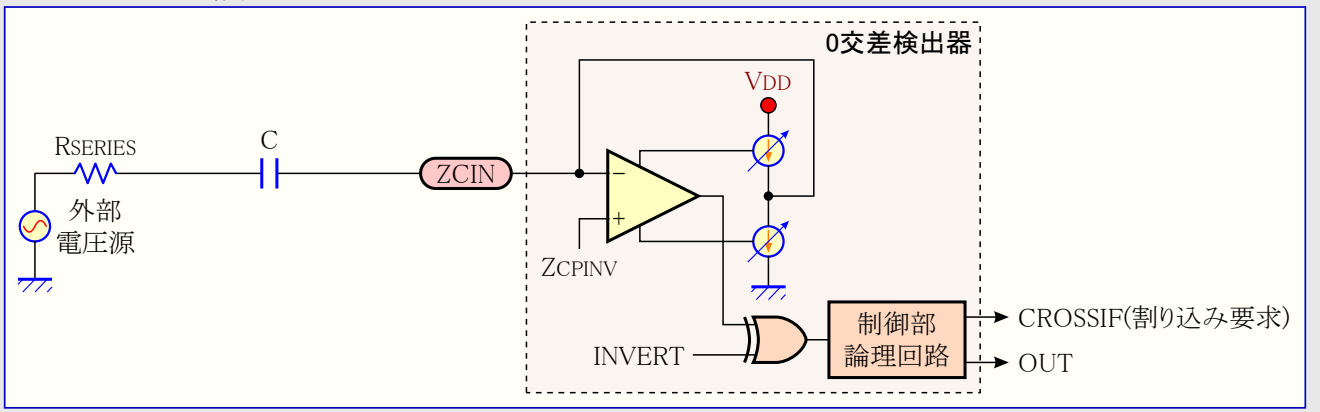 0交差検出器
VDD
RSERIES
C
ZCIN
外部
電圧源
−
+
ZCPINV
INVERT
制御部
論理回路
CROSSIF(割り込み要求)
OUT